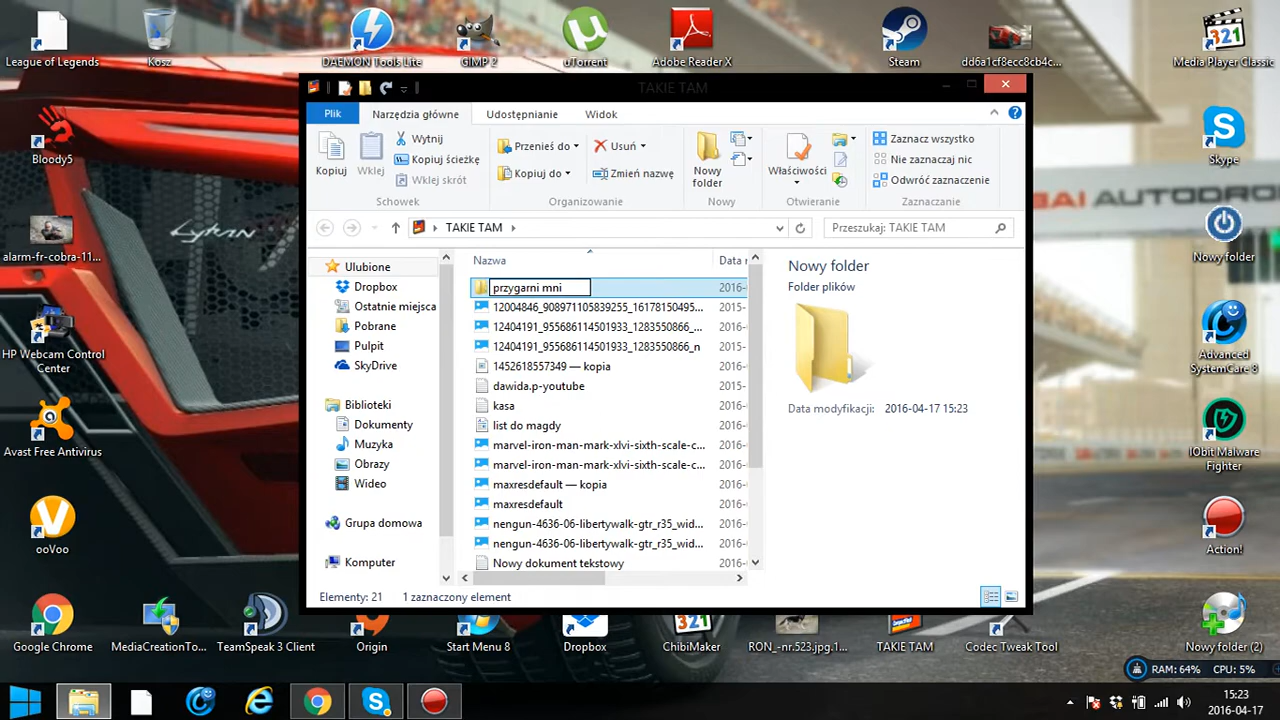 League of Legends
Kosz
DAEMON Tools Lite
GIMP 2
uTorrent
Adobe Reader X
Steam
dd6a1cf8ecc8cb4c...
Media Player Classic
TAKIE TAM
Plik
Narzędzia główne
Udostępnianie
Widok
Kopiuj
Wklej
Wytnij
Kopiuj ścieżkę
Wklej skrót
Schowek
Przenieś do
Kopiuj do
Usuń
Zmień nazwę
Organizowanie
Nowy
folder
Nowy
Właściwości
Otwieranie
Zaznacz wszystko
Nie zaznaczaj nic
Odwróć zaznaczenie
Zaznaczanie
TAKIE TAM
Przeszukaj: TAKIE TAM
Ulubione
Dropbox
Ostatnie miejsca
Pobrane
Pulpit
SkyDrive
Biblioteki
Dokumenty
Muzyka
Obrazy
Wideo
Grupa domowa
Komputer
Nazwa
Data r
przygarni mni
2016-
12004846_908971105839255_16178150495...
2015-
12404191_955686114501933_1283550866_...
2016-
12404191_955686114501933_1283550866_n
2015-
1452618557349 — kopia
2016-
dawida.p-youtube
2015-
kasa
2016-
list do magdy
2016-
marvel-iron-man-mark-xlvi-sixth-scale-c...
2016-
marvel-iron-man-mark-xlvi-sixth-scale-c...
2016-
maxresdefault — kopia
2016-
maxresdefault
2016-
nengun-4636-06-libertywalk-gtr_r35_wid...
2016-
nengun-4636-06-libertywalk-gtr_r35_wid...
2016-
Nowy dokument tekstowy
2016-
Nowy folder
Folder plików
Data modyfikacji: 2016-04-17 15:23
Elementy: 21
1 zaznaczony element
Bloody5
alarm-fr-cobra-11...
HP Webcam Control
Center
Avast Free Antivirus
ooVoo
Lykan
BAI AUTODRO
Skype
Nowy folder
Advanced
SystemCare 8
IObit Malware
Fighter
Action!
Google Chrome
MediaCreationTo...
TeamSpeak 3 Client
Origin
Start Menu 8
Dropbox
ChibiMaker
RON_-nr.523.jpg.1...
TAKIE TAM
Codec Tweak Tool
Nowy folder (2)
RAM: 64%
CPU: 5%
15:23
2016-04-17